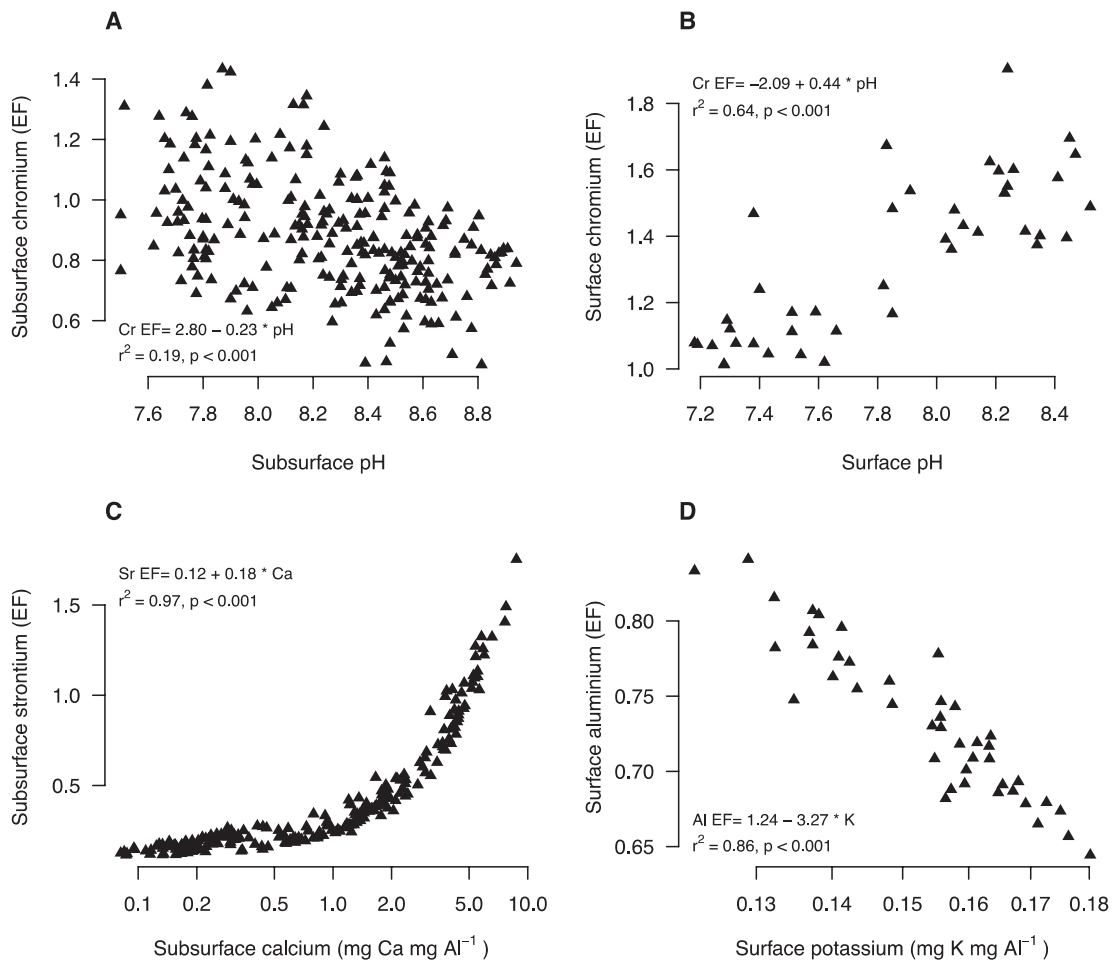 A
Subsurface chromium (EF)
1.4
1.2
1.0
0.8
0.6
Cr EF= 2.80 − 0.23 * pH
r² = 0.19, p < 0.001
7.6 7.8 8.0 8.2 8.4 8.6 8.8
Subsurface pH
B
Surface chromium (EF)
1.8
1.6
1.4
1.2
1.0
Cr EF= −2.09 + 0.44 * pH
r² = 0.64, p < 0.001
7.2 7.4 7.6 7.8 8.0 8.2 8.4
Surface pH
C
Subsurface strontium (EF)
1.5
1.0
0.5
Sr EF= 0.12 + 0.18 * Ca
r² = 0.97, p < 0.001
0.1 0.2 0.5 1.0 2.0 5.0 10.0
Subsurface calcium (mg Ca mg Al⁻¹ )
D
Surface aluminium (EF)
0.80
0.75
0.70
0.65
Al EF= 1.24 − 3.27 * K
r² = 0.86, p < 0.001
0.13 0.14 0.15 0.16 0.17 0.18
Surface potassium (mg K mg Al⁻¹ )